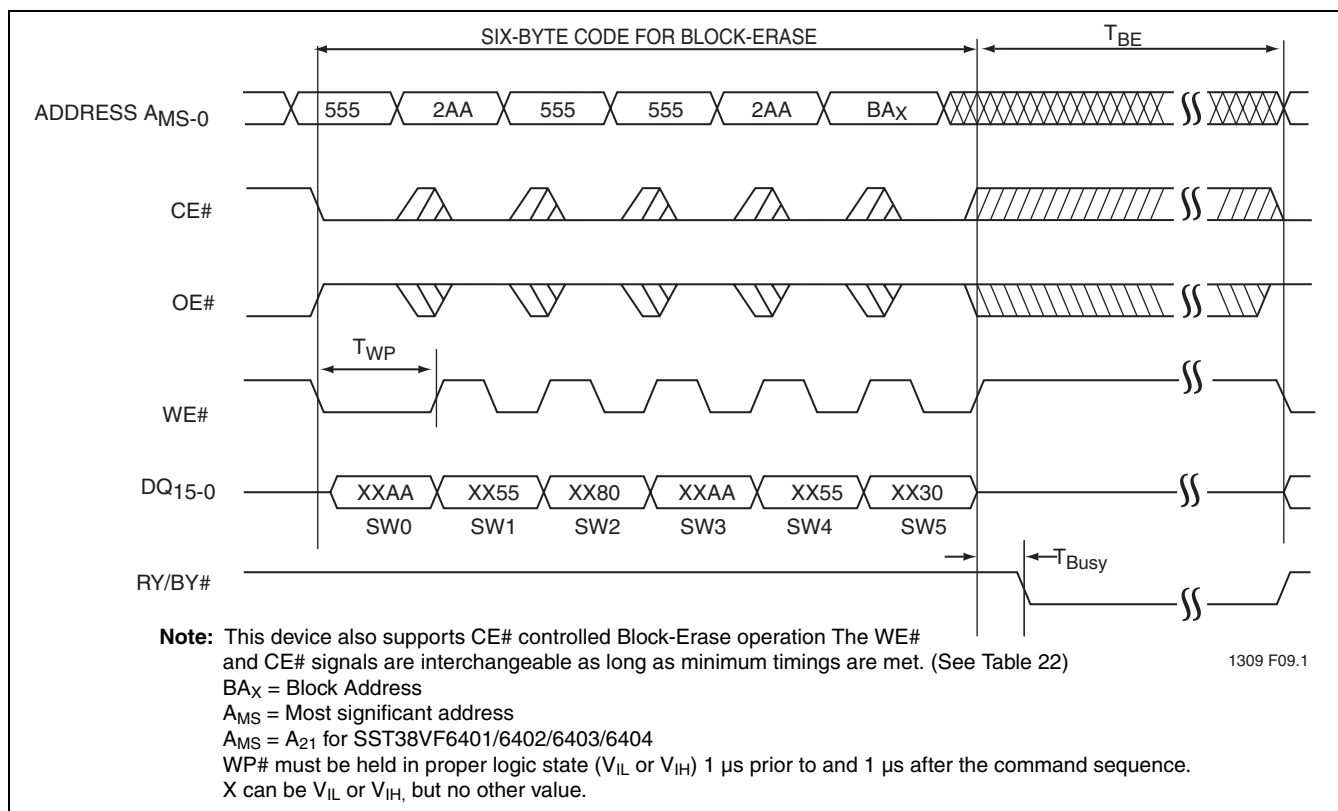 SIX-BYTE CODE FOR BLOCK-ERASE
TBE
ADDRESS AMS-0
555 2AA 555 555 2AA BAX
CE#
OE#
TWP
WE#
DQ15-0
XXAA XX55 XX80 XXAA XX55 XX30
SW0 SW1 SW2 SW3 SW4 SW5
TBusy
RY/BY#
Note: This device also supports CE# controlled Block-Erase operation The WE#
and CE# signals are interchangeable as long as minimum timings are met. (See Table 22)
1309 F09.1
BAX = Block Address
AMS = Most significant address
AMS = A21 for SST38VF6401/6402/6403/6404
WP# must be held in proper logic state (VIL or VIH) 1 µs prior to and 1 µs after the command sequence.
X can be VIL or VIH, but no other value.